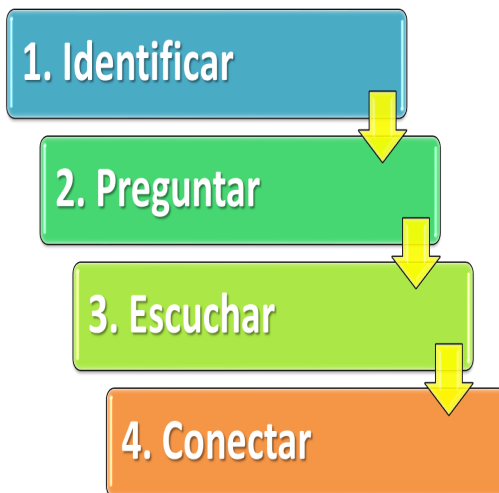 1. Identificar
2. Preguntar
3. Escuchar
4. Conectar